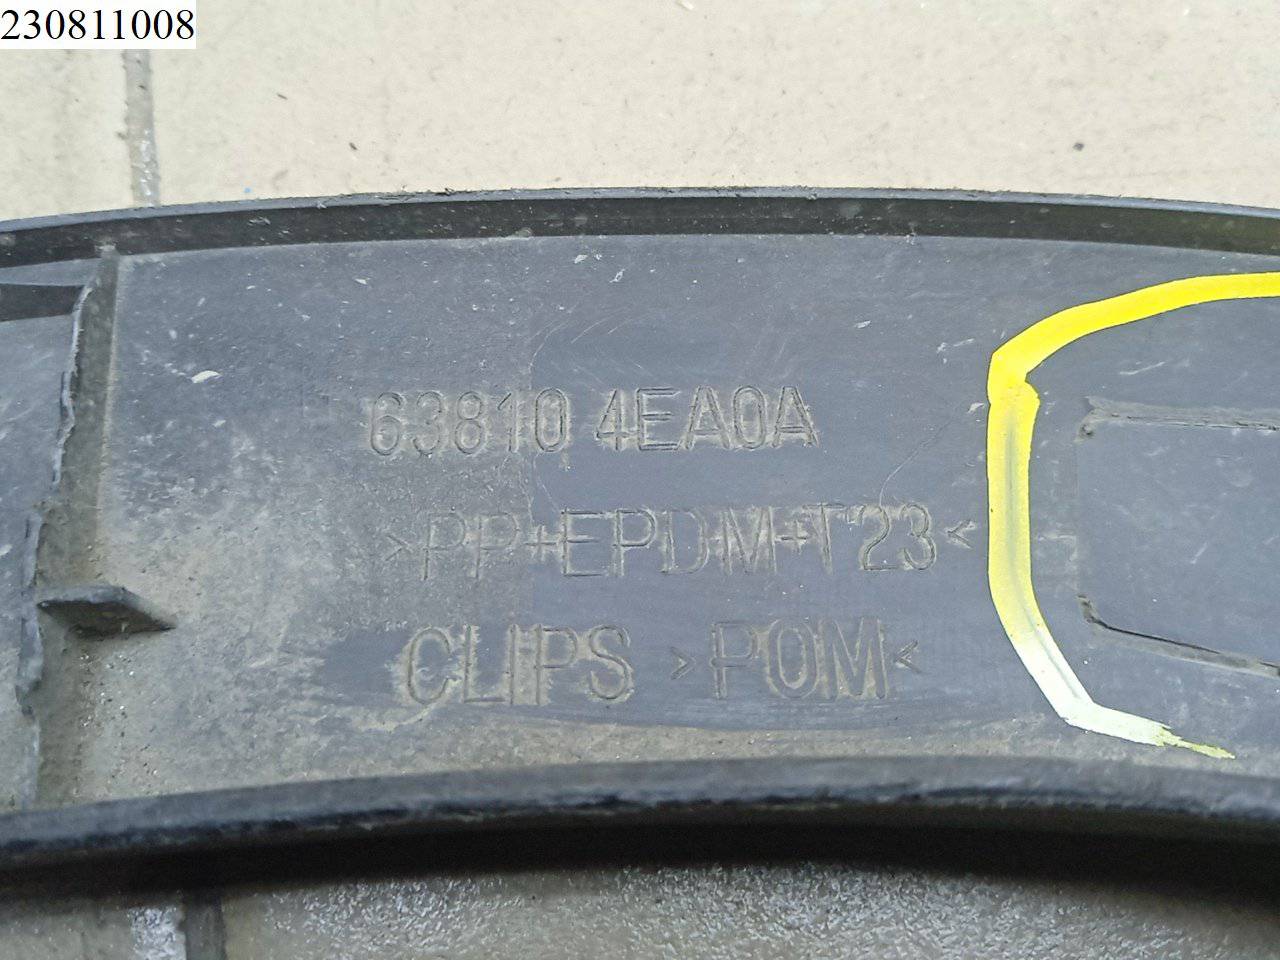 230811008
63810 4EA0A
>PP+EPDM+T23<
CLIPS >POM<